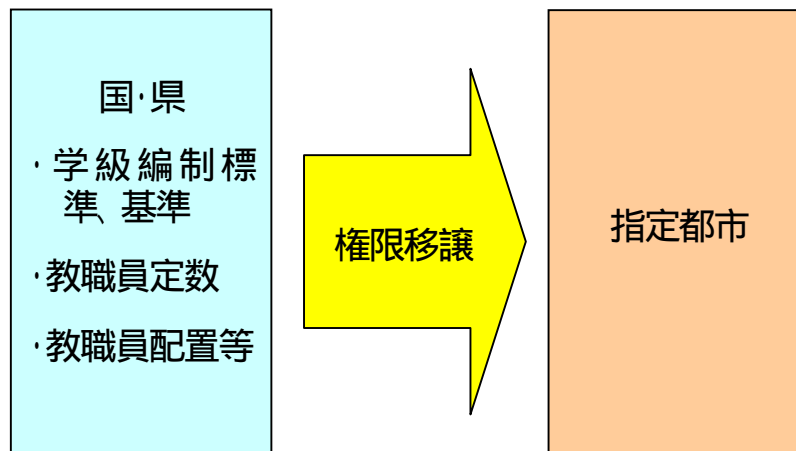 国・県
・学級編制標
準、基準
・教職員定数
・教職員配置等
権限移譲
指定都市